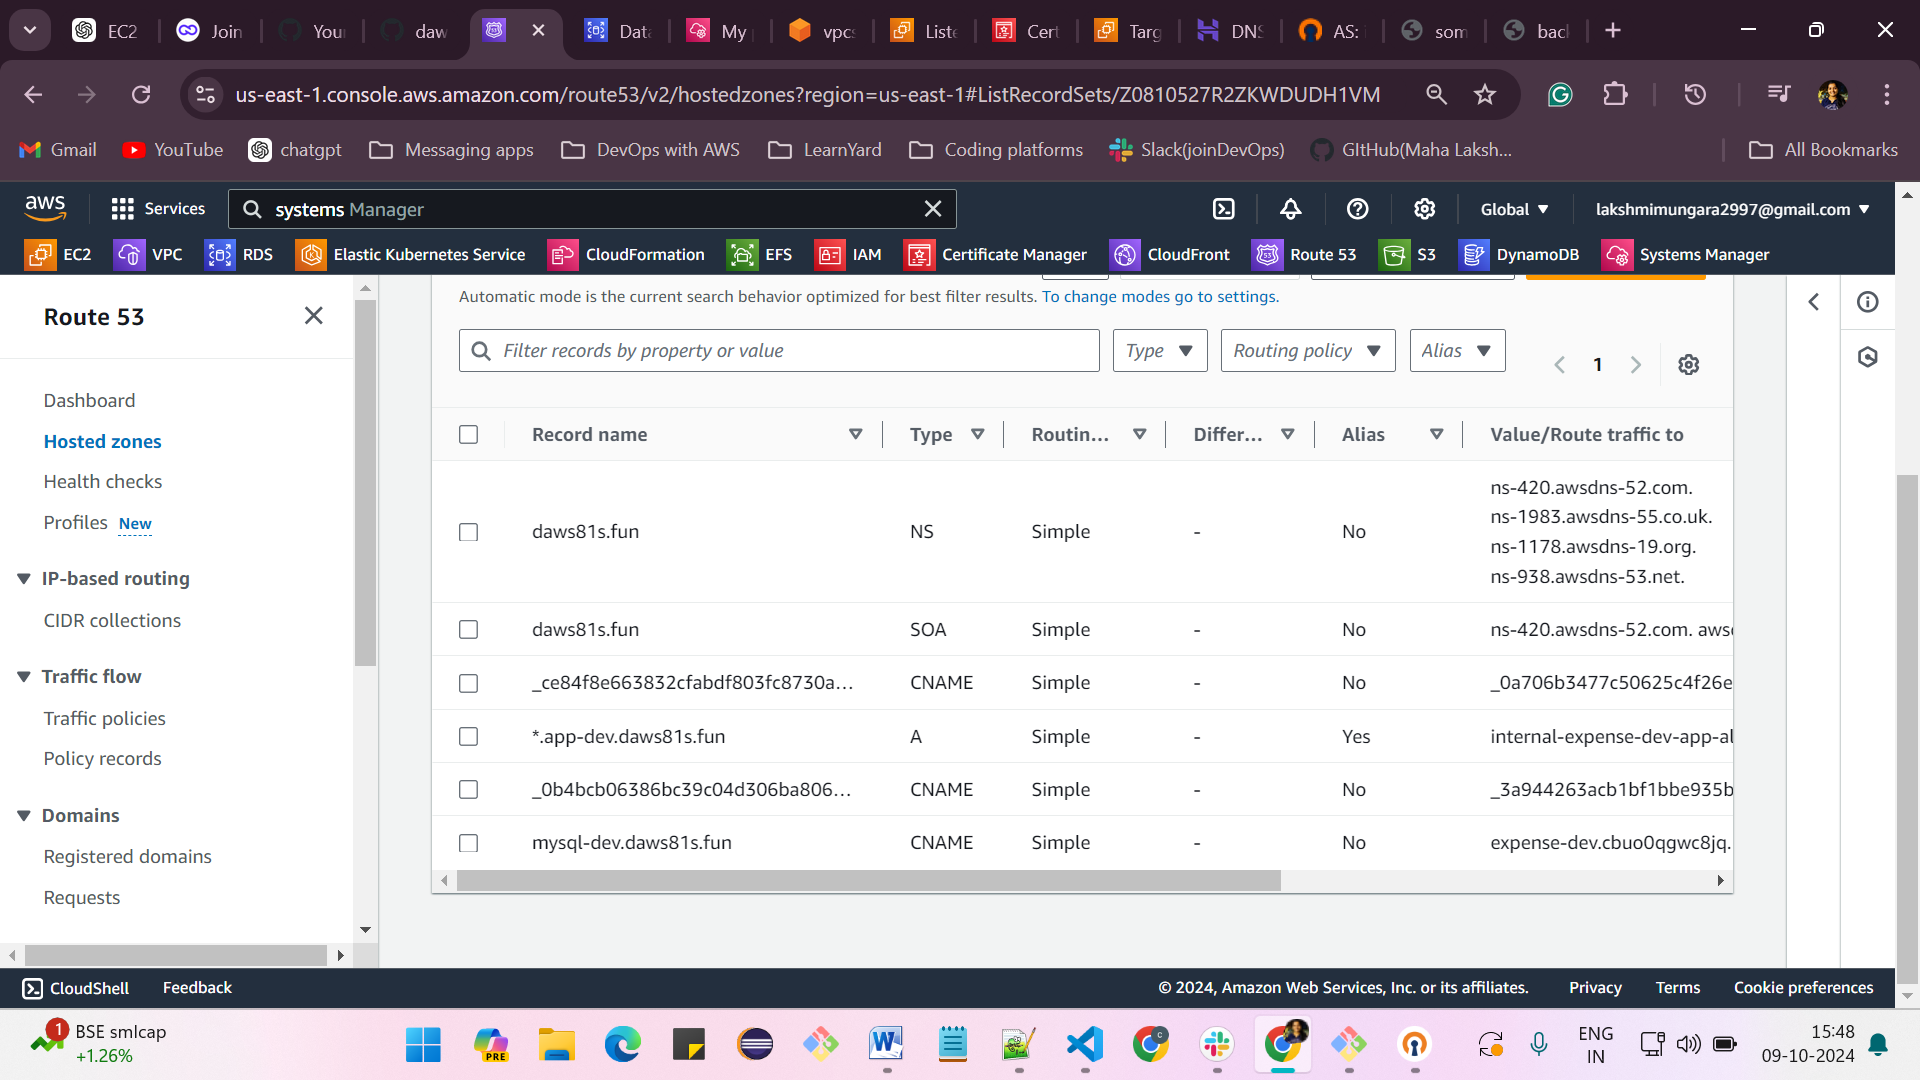 EC2
Join
You
daw
Data
My
vpc
Liste
Cert
Targ
DNS
AS:
som
bac
us-east-1.console.aws.amazon.com/route53/v2/hostedzones?region=us-east-1#ListRecordSets/Z0810527R2ZKWDUDH1VM
Gmail
YouTube
chatgpt
Messaging apps
DevOps with AWS
LearnYard
Coding platforms
Slack(joinDevOps)
GItHub(Maha Laksh...
All Bookmarks
aws
Services
systems Manager
Global
lakshmimungara2997@gmail.com
EC2
VPC
RDS
Elastic Kubernetes Service
CloudFormation
EFS
IAM
Certificate Manager
CloudFront
Route 53
S3
DynamoDB
Systems Manager
Route 53
Dashboard
Hosted zones
Health checks
Profiles New
IP-based routing
CIDR collections
Traffic flow
Traffic policies
Policy records
Domains
Registered domains
Requests
Automatic mode is the current search behavior optimized for best filter results. To change modes go to settings.
Filter records by property or value
Type
Routing policy
Alias
1
Record name Type Routin... Differ... Alias Value/Route traffic to
daws81s.fun NS Simple - No ns-420.awsdns-52.com.
ns-1983.awsdns-55.co.uk.
ns-1178.awsdns-19.org.
ns-938.awsdns-53.net.
daws81s.fun SOA Simple - No ns-420.awsdns-52.com. awsd
_ce84f8e663832cfabdf803fc8730a... CNAME Simple - No _0a706b3477c50625c4f26e
*.app-dev.daws81s.fun A Simple - Yes internal-expense-dev-app-al
_0b4bcb06386bc39c04d306ba806... CNAME Simple - No _3a944263acb1bf1bbe935b
mysql-dev.daws81s.fun CNAME Simple - No expense-dev.cbuo0qgwc8jq.
CloudShell
Feedback
© 2024, Amazon Web Services, Inc. or its affiliates.
Privacy
Terms
Cookie preferences
1
BSE smlcap
+1.26%
PRE
ENG
IN
15:48
09-10-2024